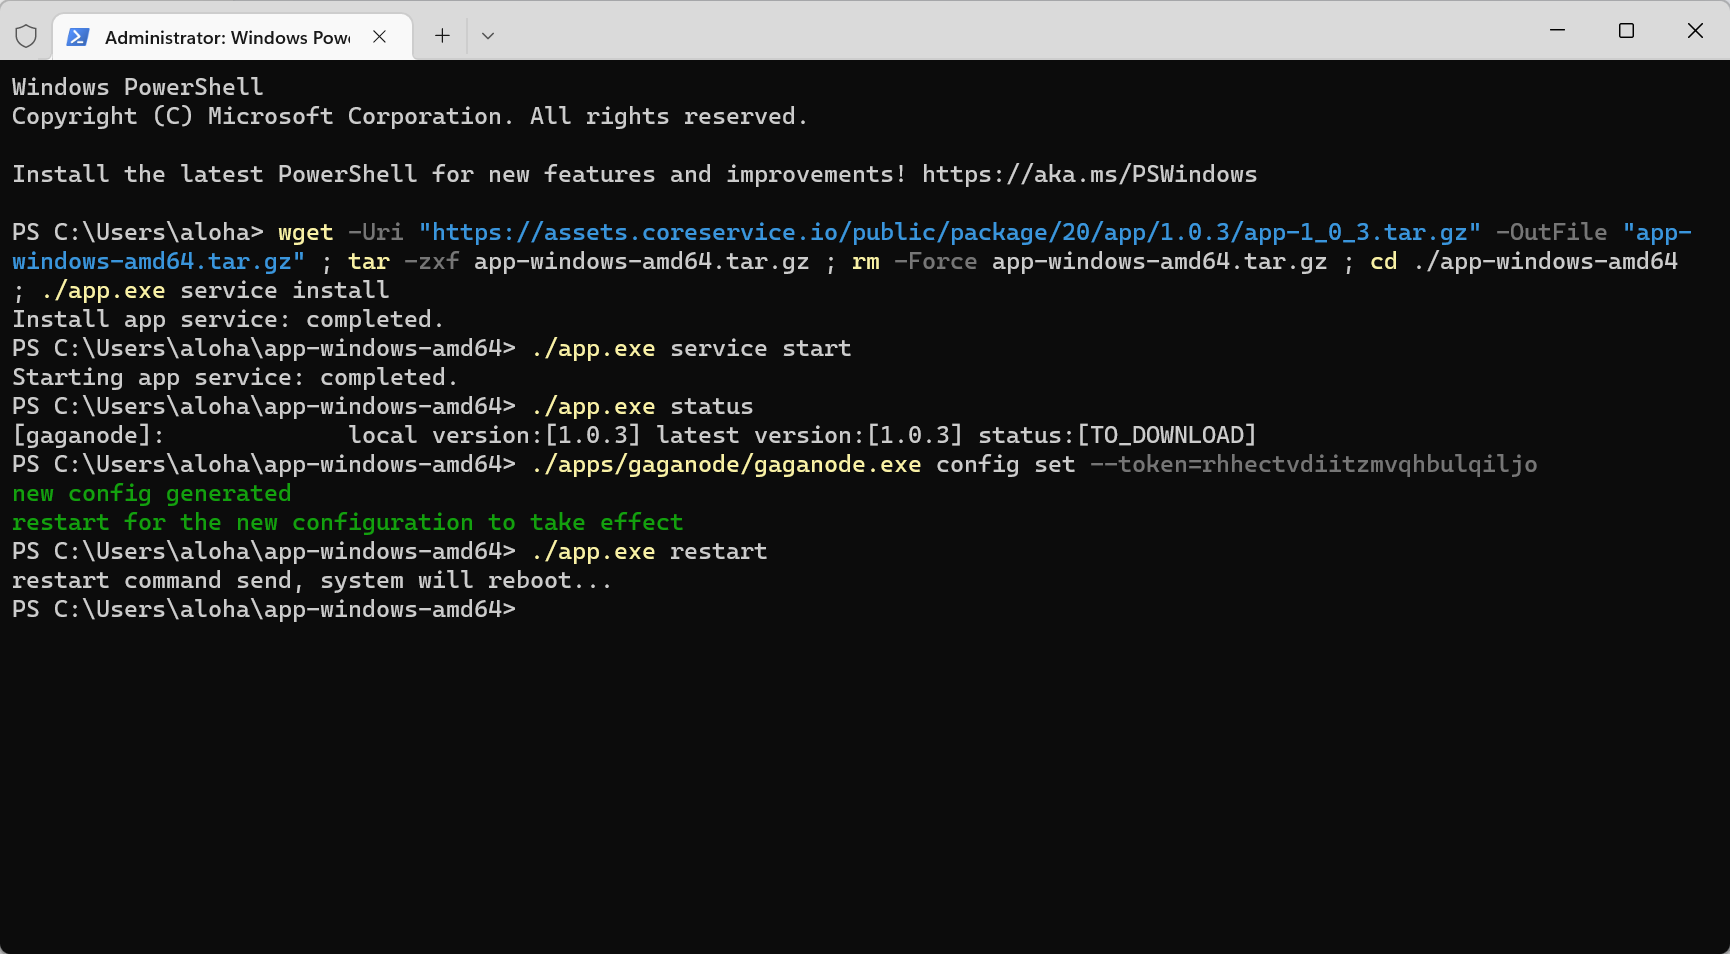 Administrator: Windows Pow
Windows PowerShell
Copyright (C) Microsoft Corporation. All rights reserved.
Install the latest PowerShell for new features and improvements! https://aka.ms/PSWindows
PS C:\Users\aloha> wget -Uri "https://assets.coreservice.io/public/package/20/app/1.0.3/app-1_0_3.tar.gz" -OutFile "app-
windows-amd64.tar.gz" ; tar -zxf app-windows-amd64.tar.gz ; rm -Force app-windows-amd64.tar.gz ; cd ./app-windows-amd64
; ./app.exe service install
Install app service: completed.
PS C:\Users\aloha\app-windows-amd64> ./app.exe service start
Starting app service: completed.
PS C:\Users\aloha\app-windows-amd64> ./app.exe status
[gaganode]:             local version:[1.0.3] latest version:[1.0.3] status:[TO_DOWNLOAD]
PS C:\Users\aloha\app-windows-amd64> ./apps/gaganode/gaganode.exe config set --token=rhhectvdiitzmvqhbulqiljo
new config generated
restart for the new configuration to take effect
PS C:\Users\aloha\app-windows-amd64> ./app.exe restart
restart command send, system will reboot...
PS C:\Users\aloha\app-windows-amd64>